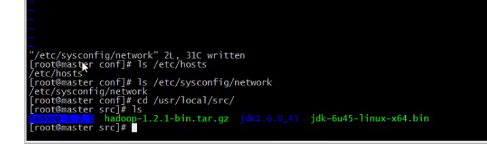 ~
~
~
~
~
"/etc/sysconfig/network" 2L, 31C written
[root@master conf]# ls /etc/hosts
/etc/hosts
[root@master conf]# ls /etc/sysconfig/network
/etc/sysconfig/network
[root@master conf]# cd /usr/local/src/
[root@master src]# ls
hadoop-1.2.1-bin.tar.gz jdk1.6.0_45 jdk-6u45-linux-x64.bin
[root@master src]#